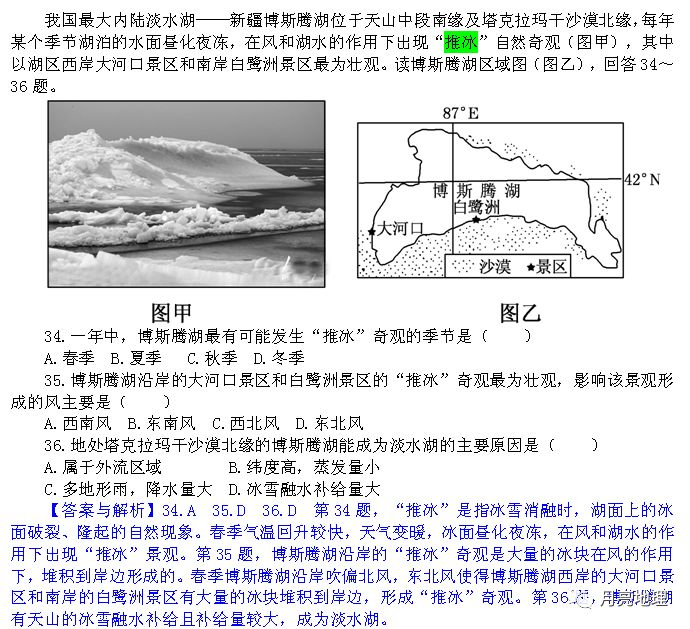 我国最大内陆淡水湖——新疆博斯腾湖位于天山中段南缘及塔克拉玛干沙漠北缘,每年
某个季节湖泊的水面昼化夜冻，在风和湖水的作用下出现“推冰”自然奇观(图甲)，其中
以湖区西岸大河口景区和南岸白鹭洲景区最为壮观。读博斯腾湖区域图(图乙)，回答34～
36题。
87°E
42°N
博斯腾湖
白鹭洲
大河口
沙漠 ★景区
图甲 图乙
34.一年中，博斯腾湖最有可能发生“推冰”奇观的季节是( )
A.春季 B.夏季 C.秋季 D.冬季
35.博斯腾湖沿岸的大河口景区和白鹭洲景区的“推冰”奇观最为壮观，影响该景观形
成的风主要是( )
A.西南风 B.东南风 C.西北风 D.东北风
36.地处塔克拉玛干沙漠北缘的博斯腾湖能成为淡水湖的主要原因是( )
A.属于外流区域 B.纬度高，蒸发量小
C.多地形雨，降水量大 D.冰雪融水补给量大
【答案与解析】34.A 35.D 36.D 第34题，“推冰”是指冰雪消融时，湖面上的冰
面破裂、隆起的自然现象。春季气温回升较快，天气变暖，冰面昼化夜冻，在风和湖水的作
用下出现“推冰”景观。第35题，博斯腾湖沿岸的“推冰”奇观是大量的冰块在风的作用
下，堆积到岸边形成的。春季博斯腾湖沿岸吹偏北风，东北风使得博斯腾湖西岸的大河口景
区和南岸的白鹭洲景区有大量的冰块堆积到岸边，形成“推冰”奇观。第36题，博斯腾湖
有天山的冰雪融水补给且补给量较大，成为淡水湖。
月亮地理